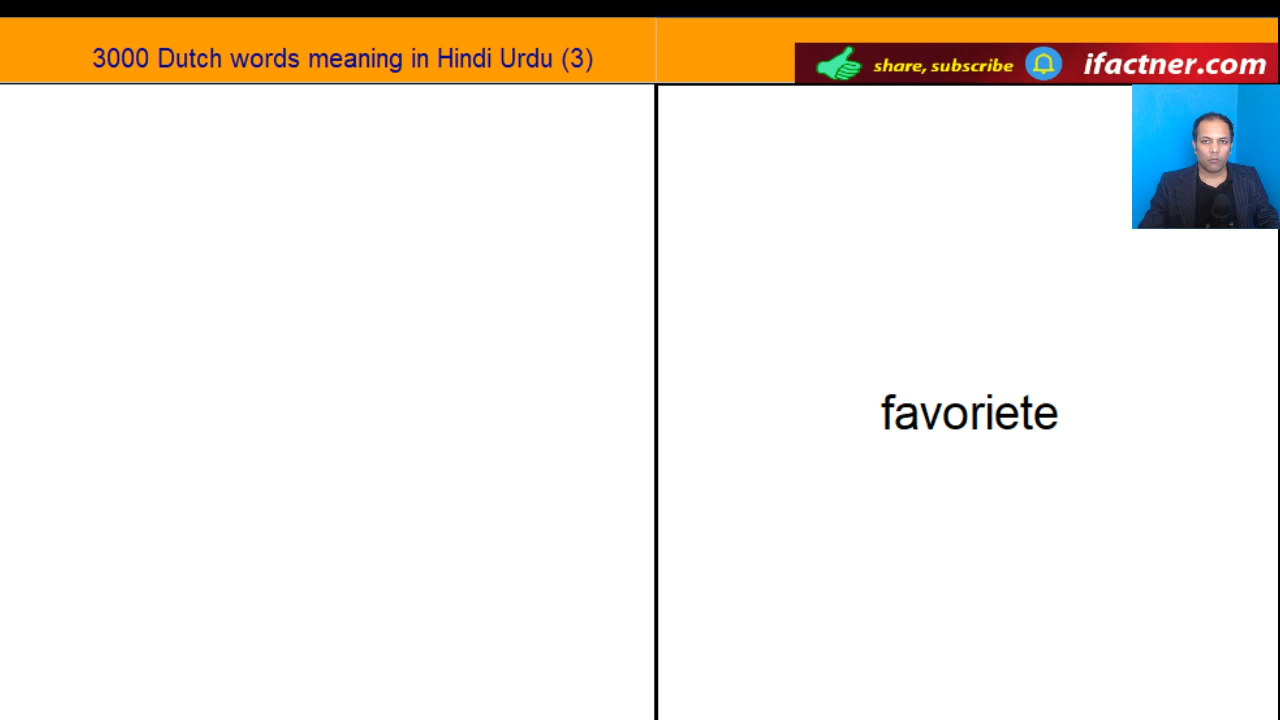 3000 Dutch words meaning in Hindi Urdu (3)
share, subscribe
ifactner.com
favoriete